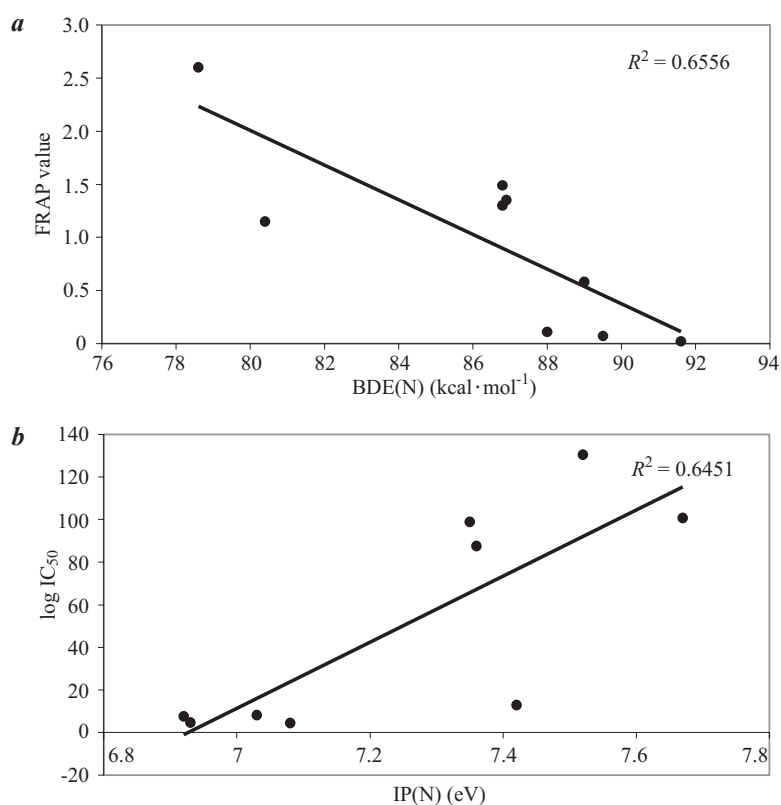 a
3.0
R² = 0.6556
2.5
2.0
1.5
1.0
0.5
0
FRAP value
76 78 80 82 84 86 88 90 92 94
BDE(N) (kcal·mol⁻¹)
b
140
R² = 0.6451
120
100
80
60
40
20
0
-20
log IC₅₀
6.8 7 7.2 7.4 7.6 7.8
IP(N) (eV)